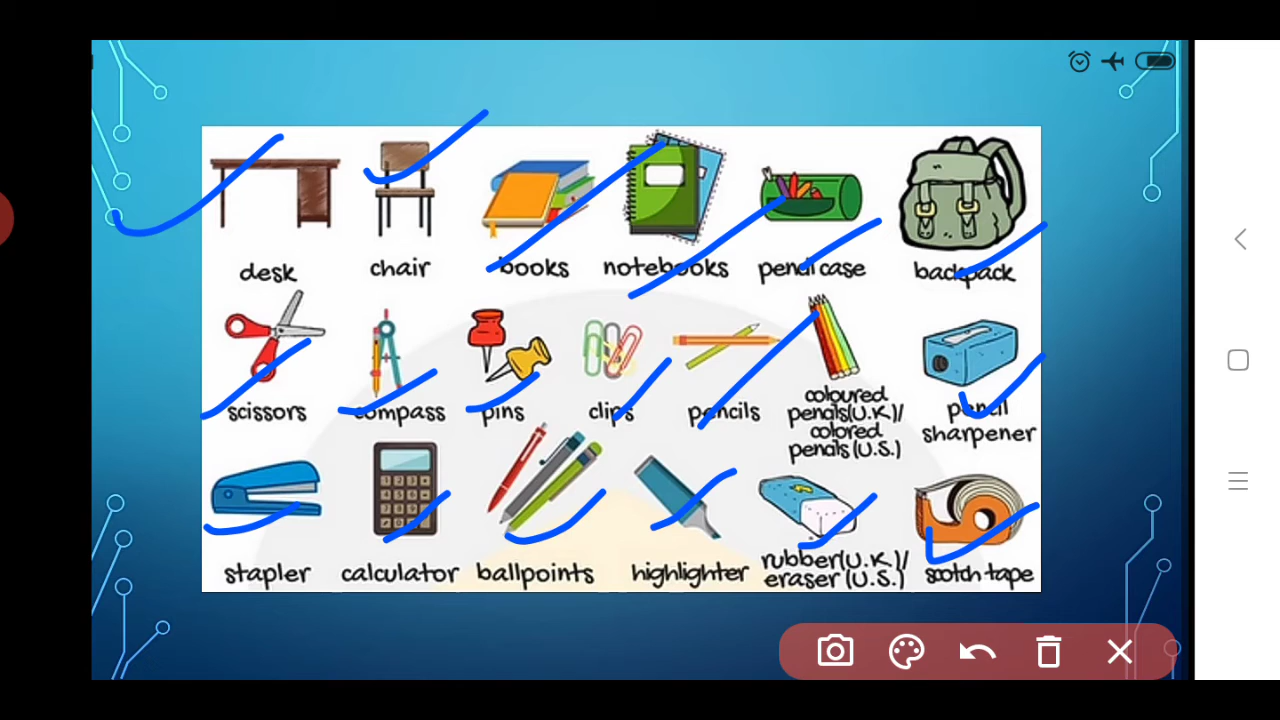 desk chair books notebooks pencil case backpack
scissors compass pins clips pencils coloured
pencils(U.K.)/
colored
pencils (U.S.) pencil
sharpener
stapler calculator ballpoints highlighter rubber(U.K.)/
eraser (U.S.) scotch tape